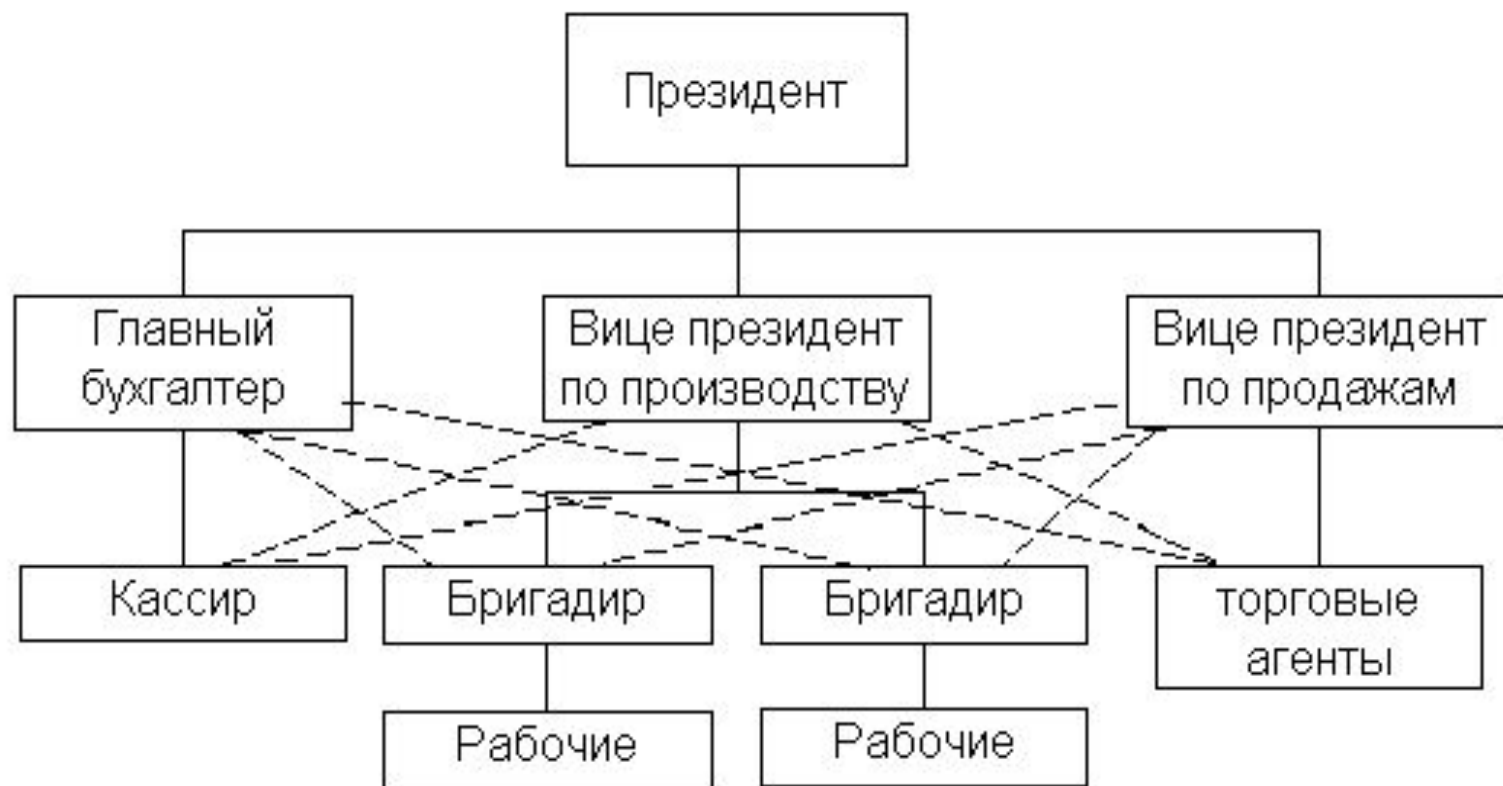 Президент
Главный
бухгалтер
Вице президент
по производству
Вице президент
по продажам
Кассир
Бригадир
Бригадир
торговые
агенты
Рабочие
Рабочие